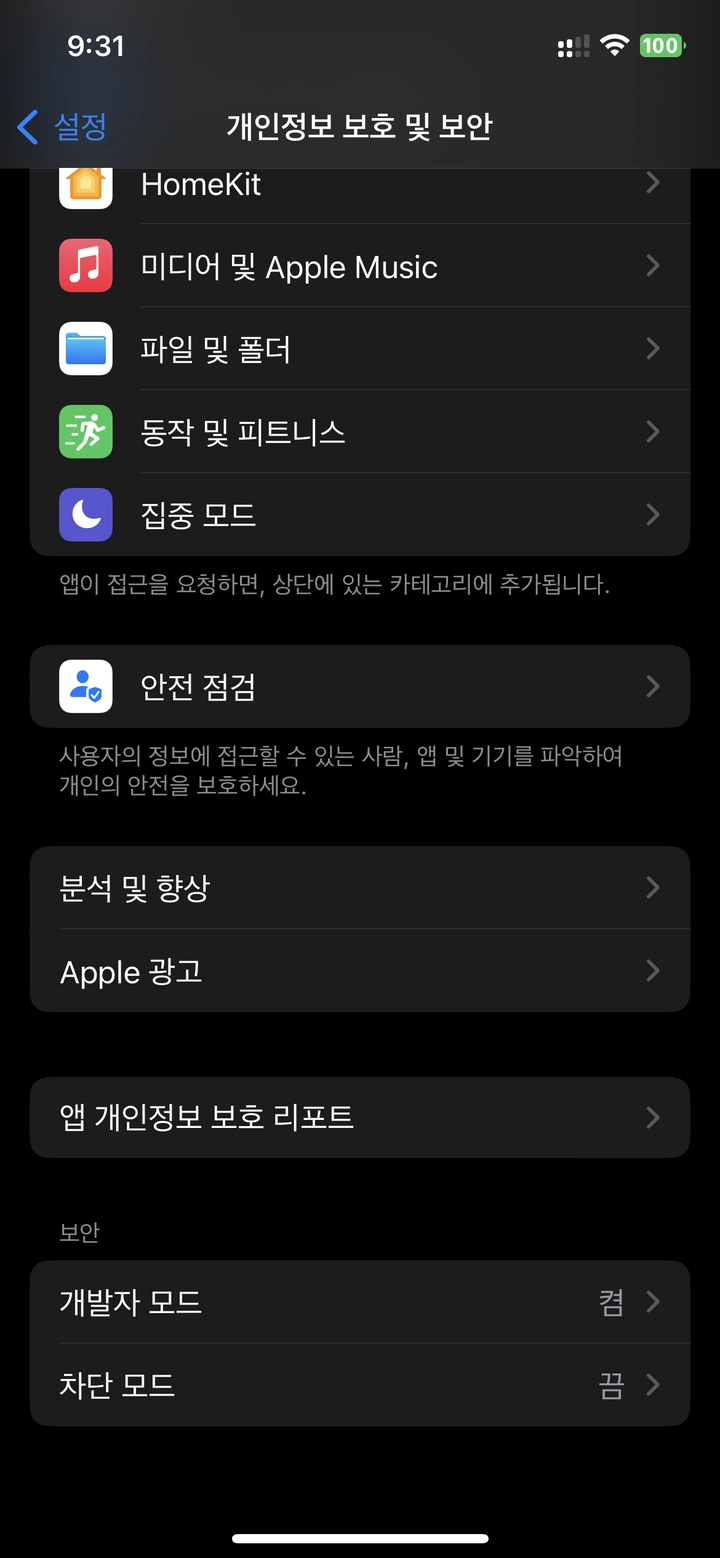 9:31
100
설정
개인정보 보호 및 보안
HomeKit
미디어 및 Apple Music
파일 및 폴더
동작 및 피트니스
집중 모드
앱이 접근을 요청하면, 상단에 있는 카테고리에 추가됩니다.
안전 점검
사용자의 정보에 접근할 수 있는 사람, 앱 및 기기를 파악하여
개인의 안전을 보호하세요.
분석 및 향상
Apple 광고
앱 개인정보 보호 리포트
보안
개발자 모드 켬
차단 모드 끔